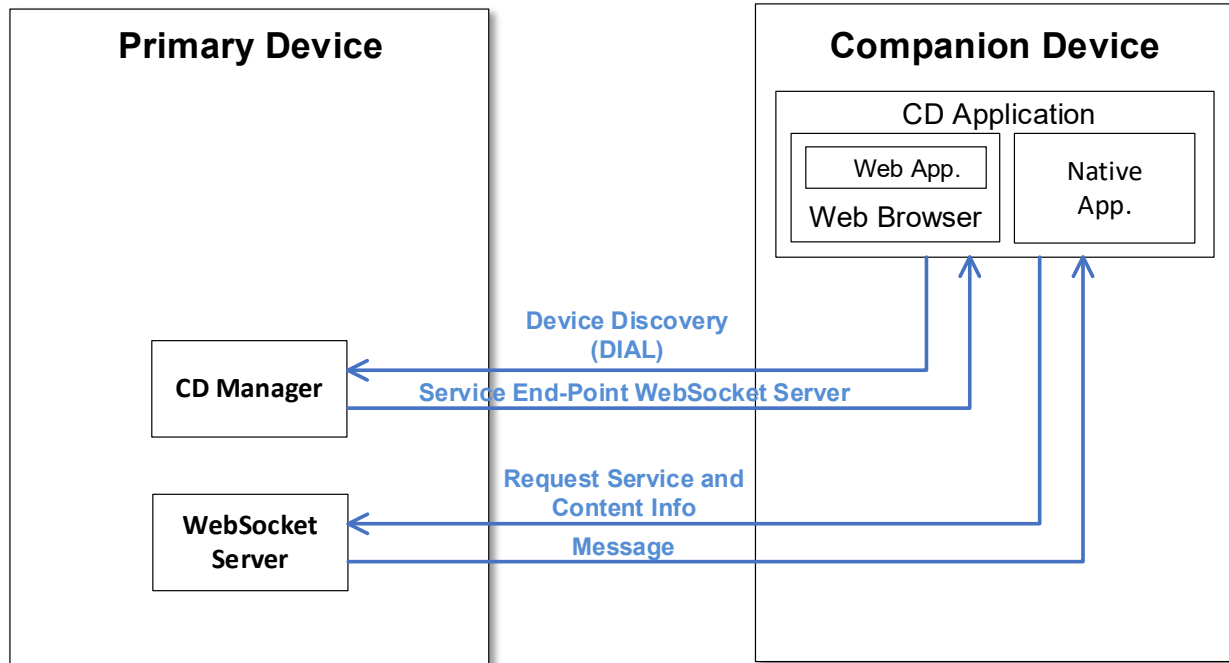 Primary Device
Companion Device
CD Application
Web App.
Web Browser
Native
App.
Device Discovery
(DIAL)
CD Manager
Service End-Point WebSocket Server
Request Service and
Content Info
WebSocket
Server
Message